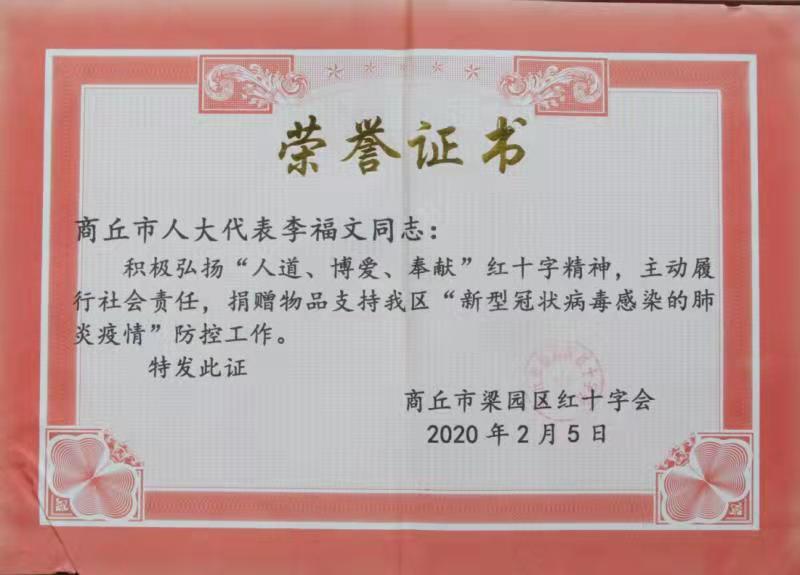 荣誉证书
商丘市人大代表李福文同志：
积极弘扬“人道、博爱、奉献”红十字精神，主动履
行社会责任，捐赠物品支持我区“新型冠状病毒感染的肺
炎疫情”防控工作。
特发此证
商丘市梁园区红十字会
2020年2月5日